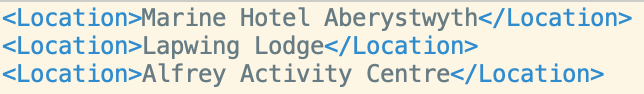 <Location>Marine Hotel Aberystwyth</Location>
<Location>Lapwing Lodge</Location>
<Location>Alfrey Activity Centre</Location>